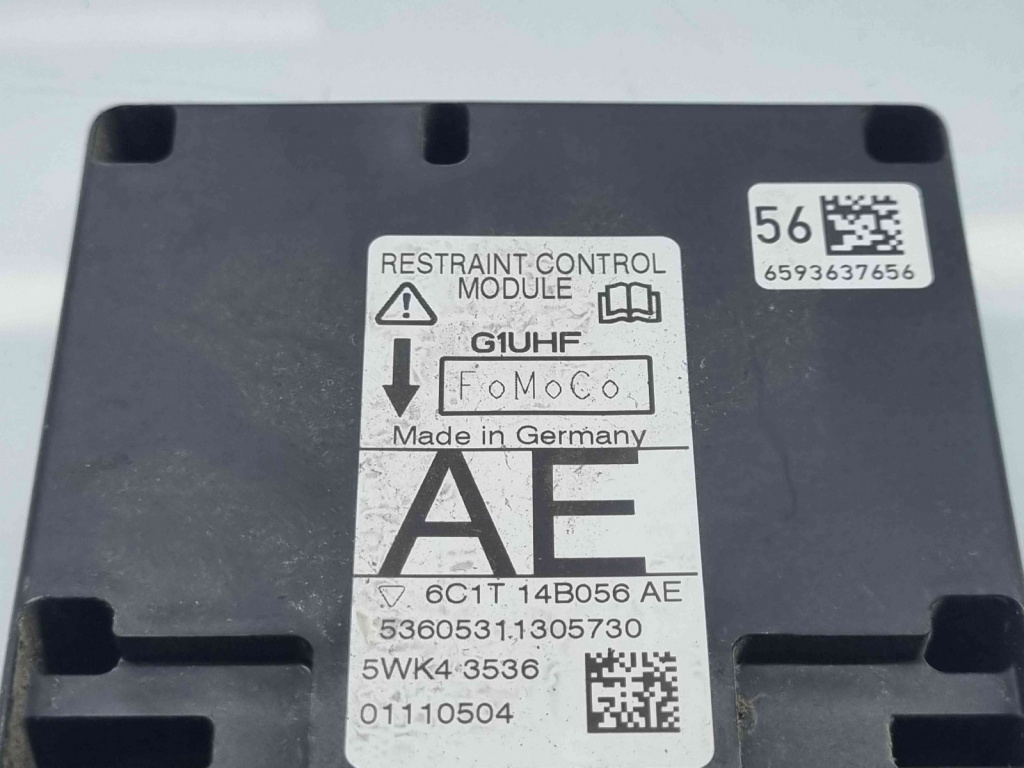 56
6593637656
RESTRAINT CONTROL
MODULE
G1UHF
FoMoCo
Made in Germany
AE
6C1T 14B056 AE
53605311305730
5WK4 3536
01110504